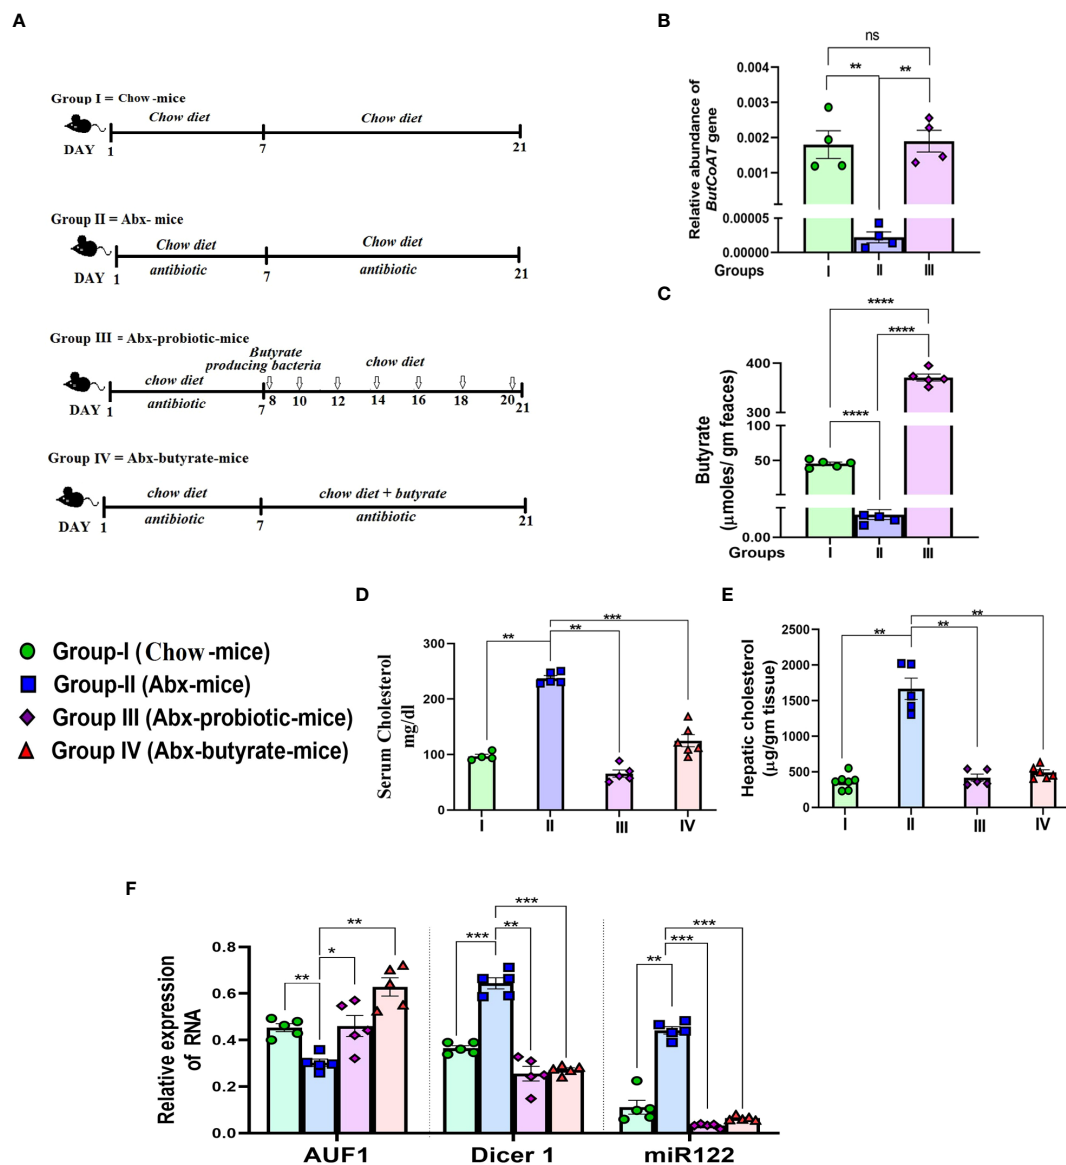 A
Group I = Chow -mice
Chow diet Chow diet
DAY 1 7 21
Group II = Abx- mice
Chow diet Chow diet
antibiotic antibiotic
DAY 1 7 21
Group III = Abx-probiotic-mice
Butyrate
producing bacteria
chow diet chow diet
antibiotic
DAY 1 7 8 10 12 14 16 18 20 21
Group IV = Abx-butyrate-mice
chow diet chow diet + butyrate
antibiotic antibiotic
DAY 1 7 21
B
ns
** **
Relative abundance of
ButCoAT gene
0.004
0.003
0.002
0.001
0.00005
0.00000
Groups I II III
C
****
****
****
Butyrate
(μmoles/ gm feaces)
400
300
100
50
0.00
Groups I II III
Group-I (Chow -mice)
Group-II (Abx-mice)
Group III (Abx-probiotic-mice)
Group IV (Abx-butyrate-mice)
D
***
** **
Serum Cholesterol
mg/dl
300
200
100
0
I II III IV
E
**
** **
Hepatic cholesterol
(μg/gm tissue)
2500
2000
1500
1000
500
0
I II III IV
F
Relative expression
of RNA
0.8
0.6
0.4
0.2
0.0
** * **
*** ** ***
** *** ***
AUF1 Dicer 1 miR122